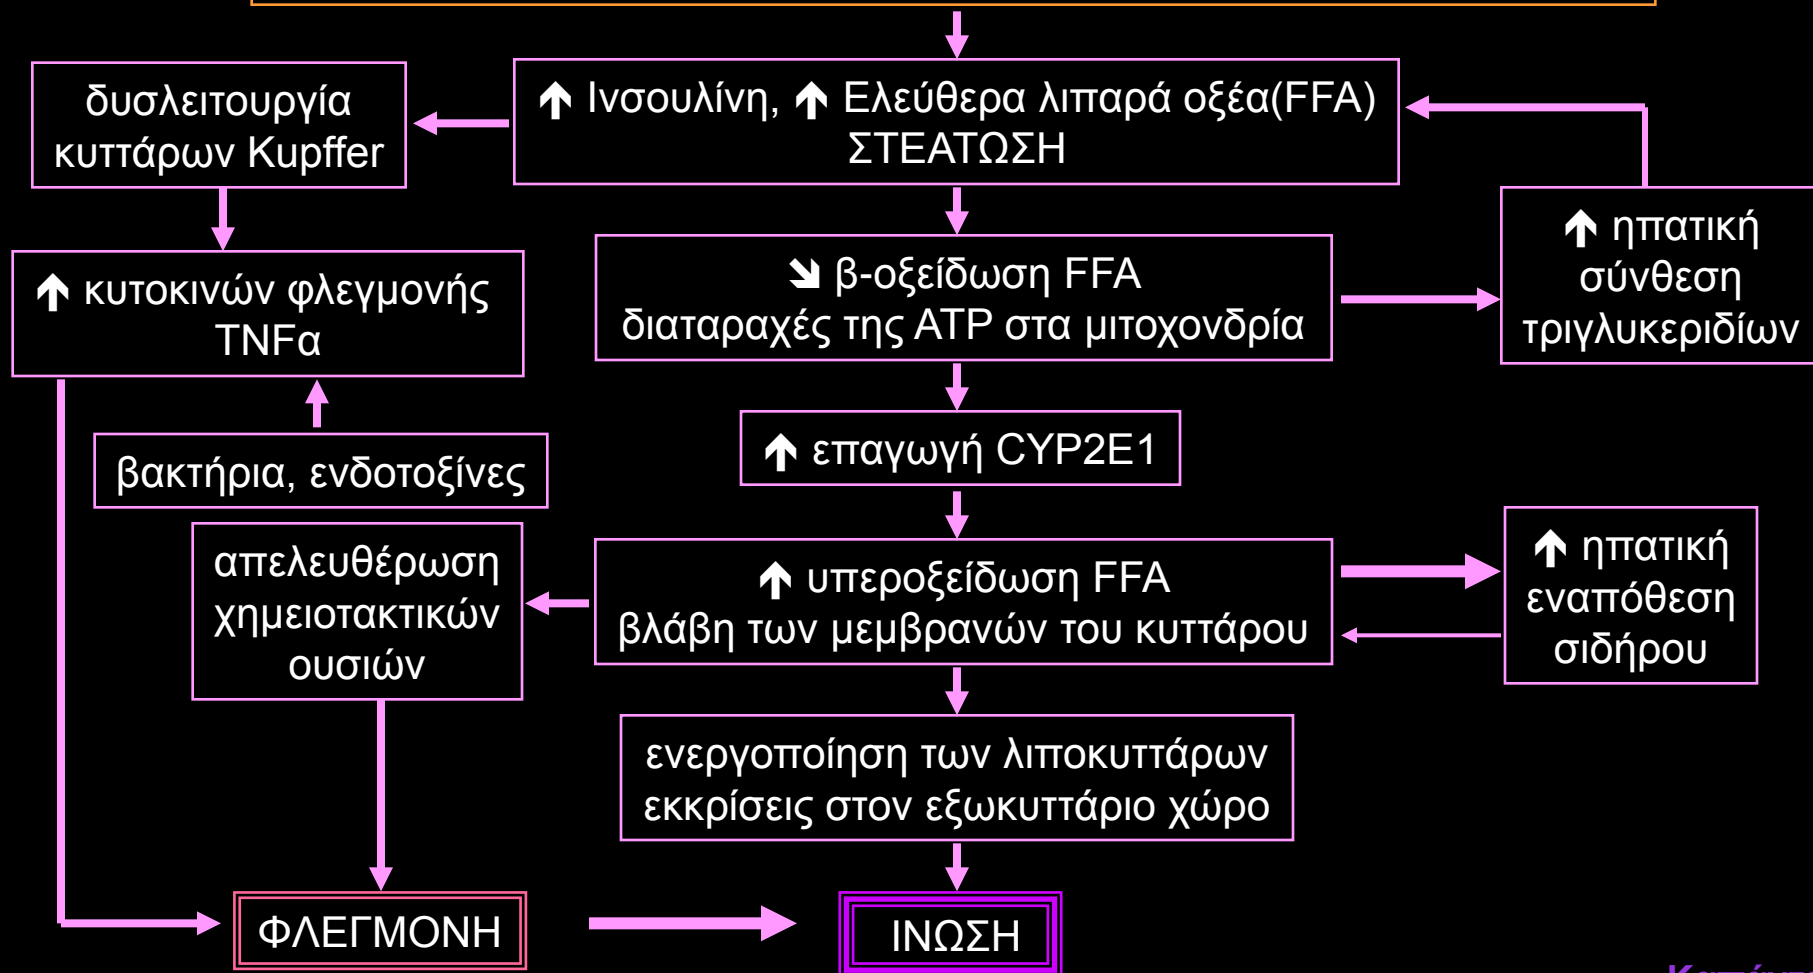 ↑ Ινσουλίνη, ↑ Ελεύθερα λιπαρά οξέα(FFA)
ΣΤΕΑΤΩΣΗ
δυσλειτουργία
κυττάρων Kupffer
↑ κυτοκινών φλεγμονής
TNFα
βακτήρια, ενδοτοξίνες
↘ β-οξείδωση FFA
διαταραχές της ATP στα μιτοχονδρία
↑ ηπατική
σύνθεση
τριγλυκεριδίων
↑ επαγωγή CYP2E1
↑ υπεροξείδωση FFA
βλάβη των μεμβρανών του κυττάρου
↑ ηπατική
εναπόθεση
σιδήρου
απελευθέρωση
χημειοτακτικών
ουσιών
ενεργοποίηση των λιποκυττάρων
εκκρίσεις στον εξωκυττάριο χώρο
ΦΛΕΓΜΟΝΗ
ΙΝΩΣΗ